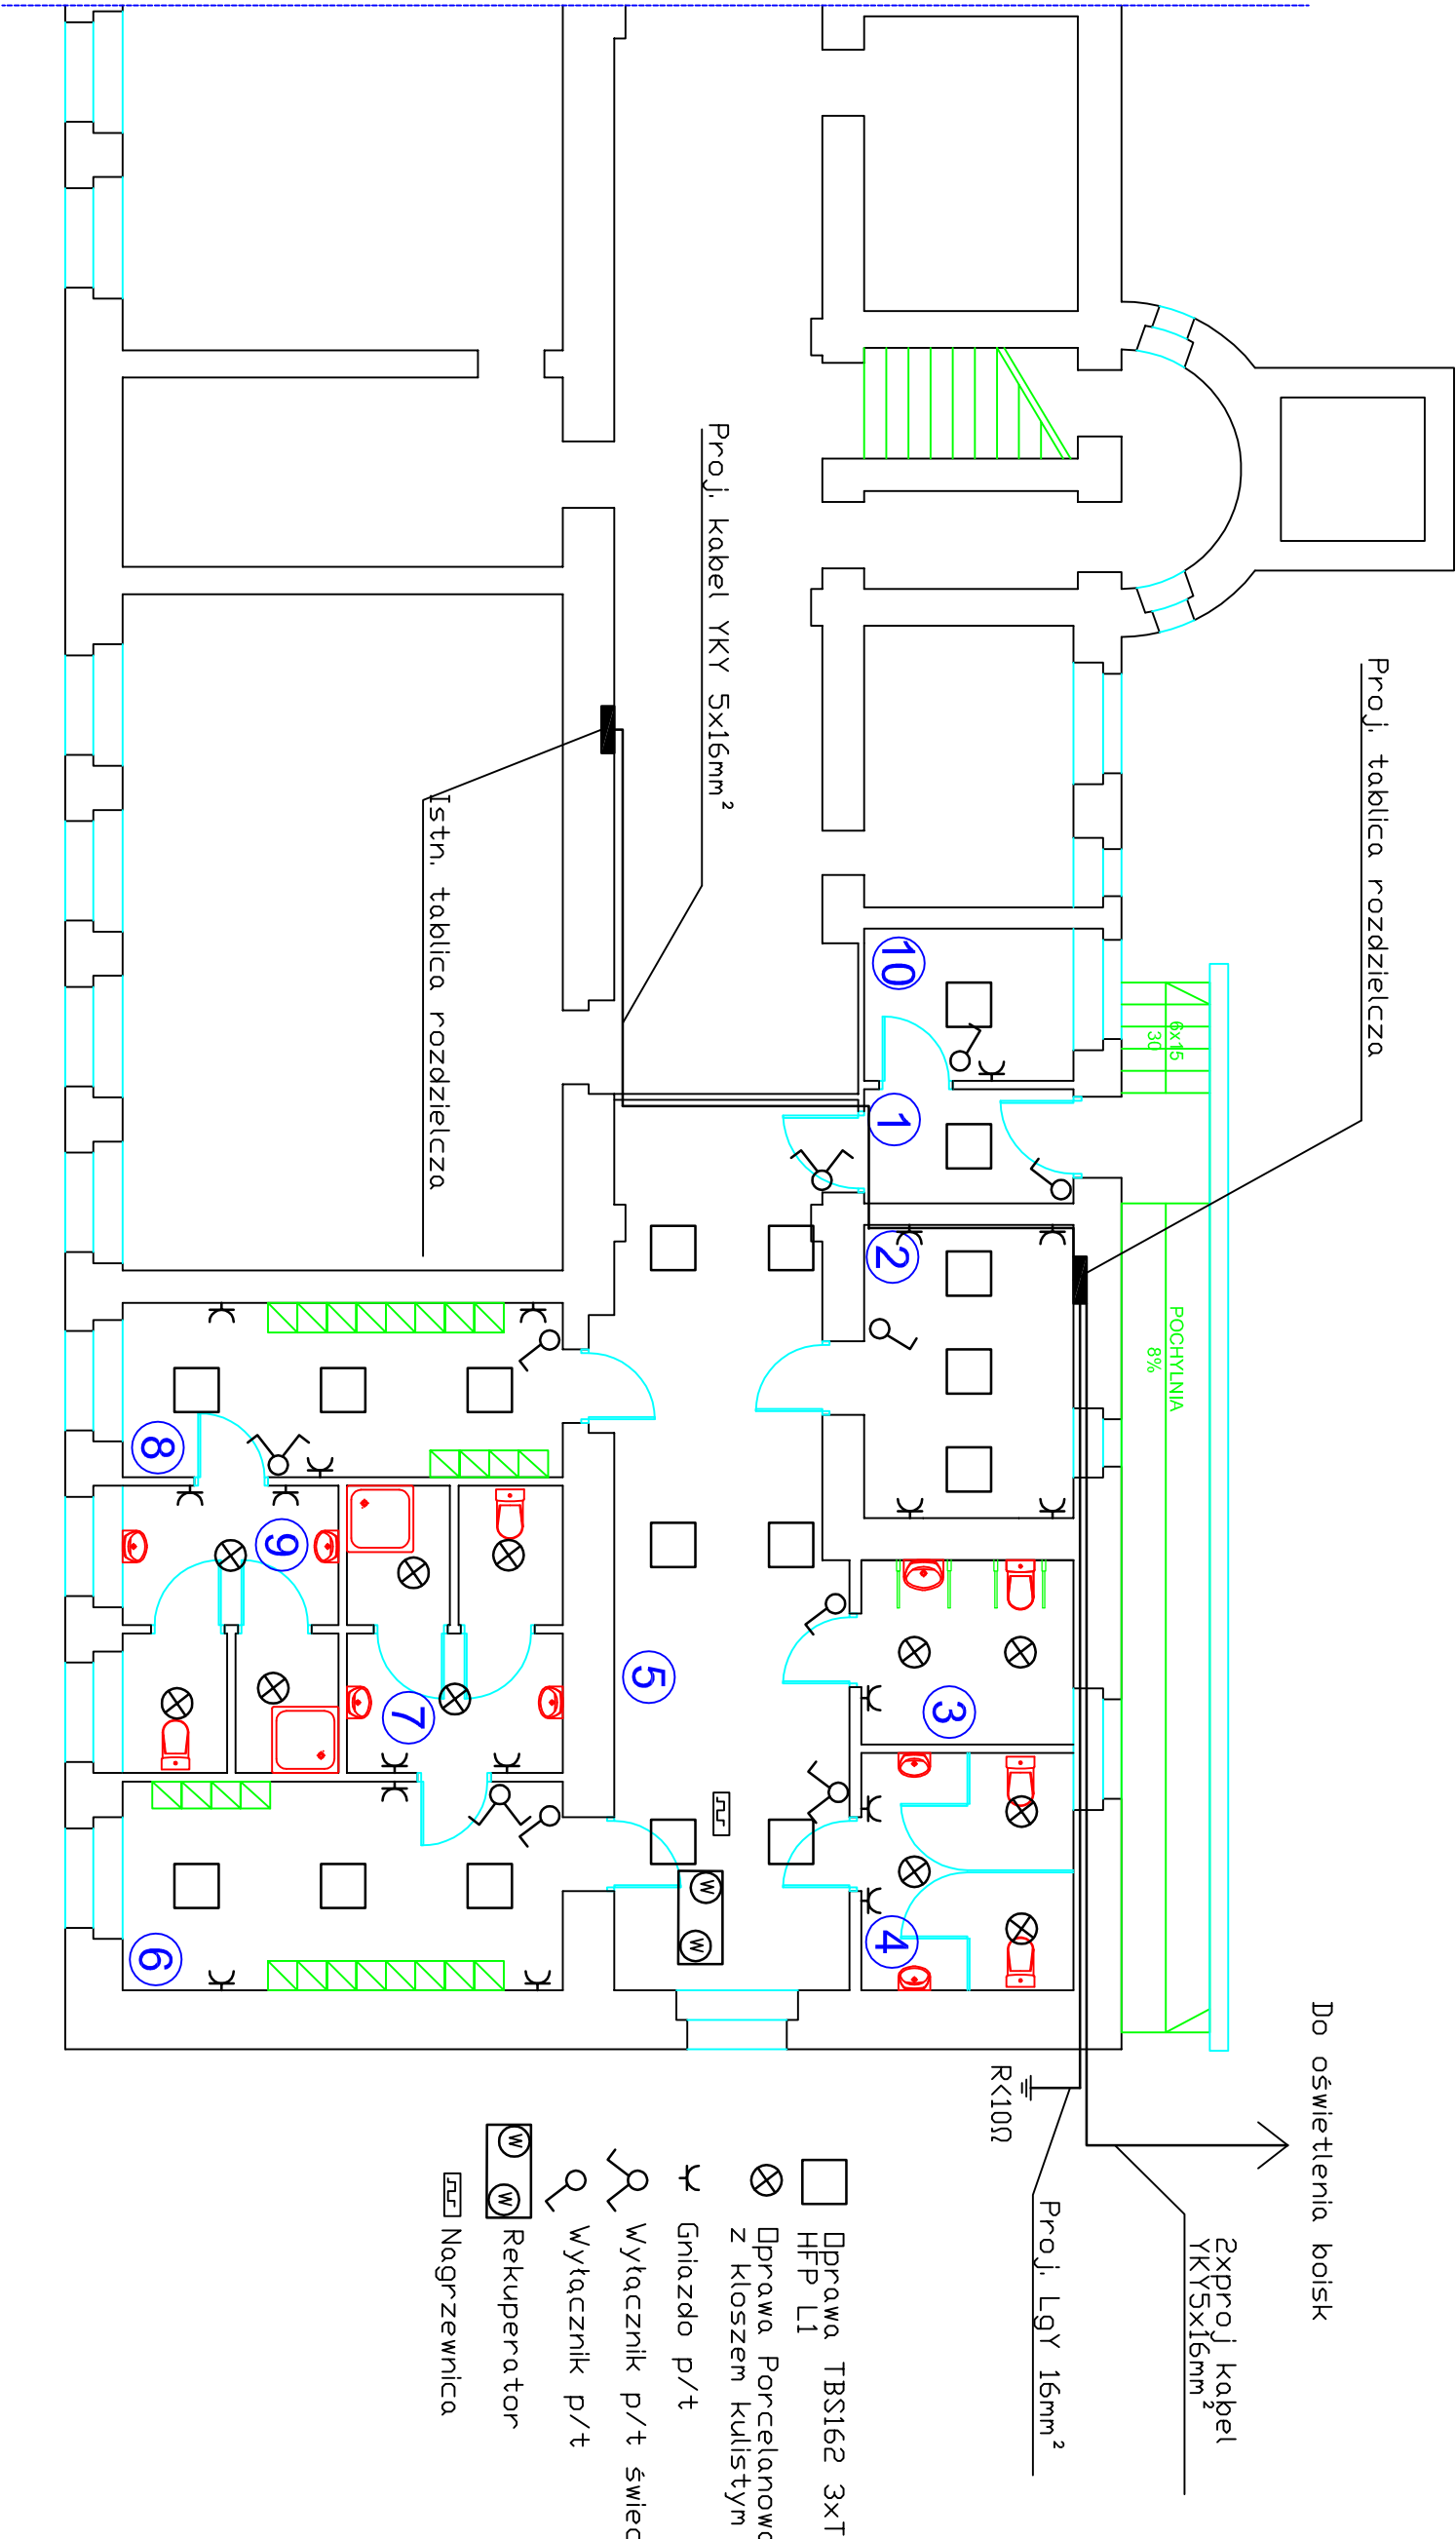 Do oświetlenia boisk
Proj. tablica rozdzielcza
2xproj kabel
YKY5x16mm²
6x15
30
POCHYLNIA
8%
Proj. LgY 16mm²
R<10Ω
10
1
2
3
4
Proj. kabel YKY 5x16mm²
5
Istn. tablica rozdzielcza
7
9
8
6
Oprawa TBS162 3xT
HFP L1
Oprawa Porcelanowa
z kloszem kulistym
Gniazdo p/t
Wyłącznik p/t świec
Wyłącznik p/t
W W
Rekuperator
Nagrzewnica
W W